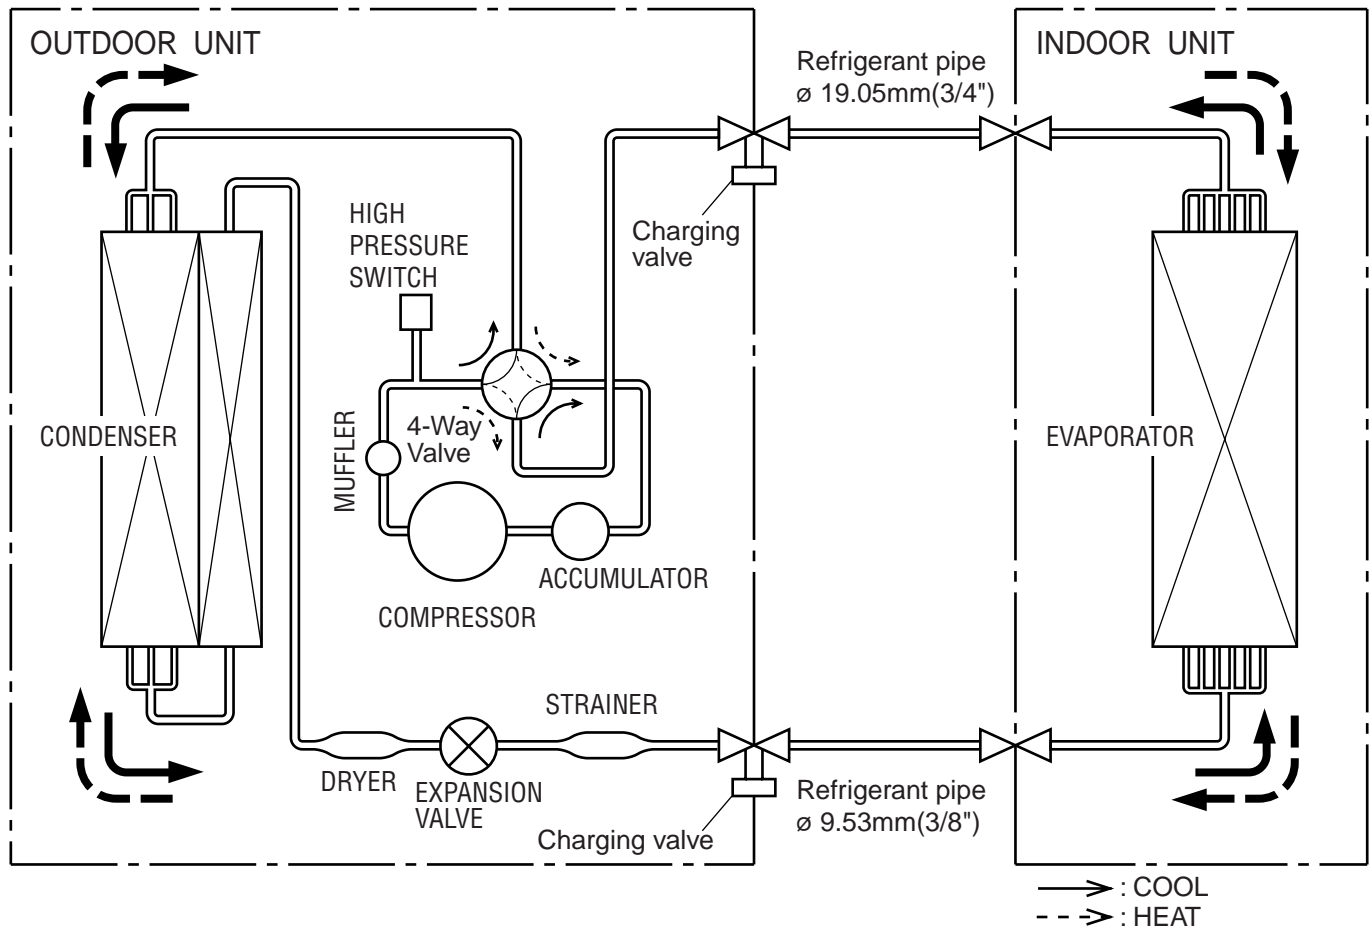 OUTDOOR UNIT
INDOOR UNIT
Refrigerant pipe
ø 19.05mm(3/4")
HIGH
PRESSURE
SWITCH
Charging
valve
CONDENSER
MUFFLER
4-Way
Valve
EVAPORATOR
ACCUMULATOR
COMPRESSOR
STRAINER
DRYER
EXPANSION
VALVE
Charging valve
Refrigerant pipe
ø 9.53mm(3/8")
: COOL
: HEAT